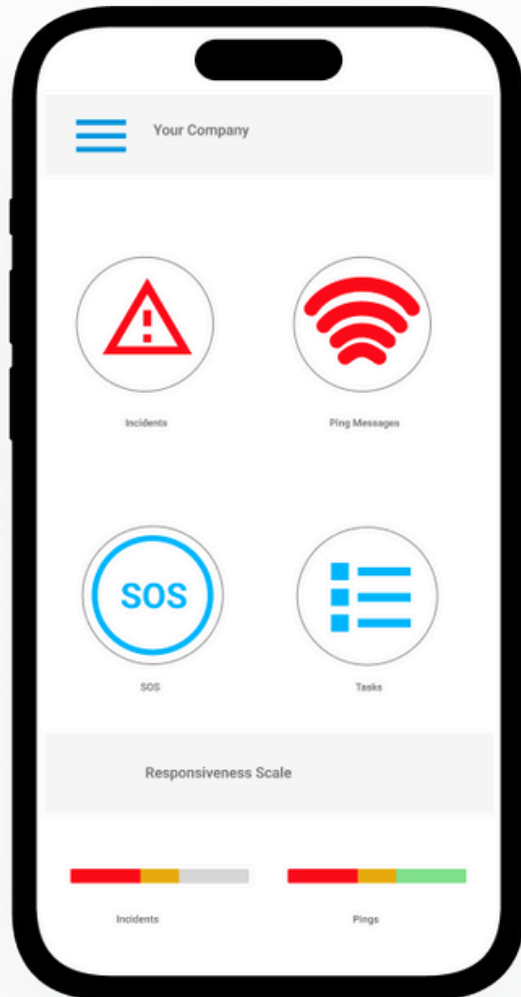 Your Company
Incidents
Ping Messages
SOS
SOS
Tasks
Responsiveness Scale
Incidents
Pings